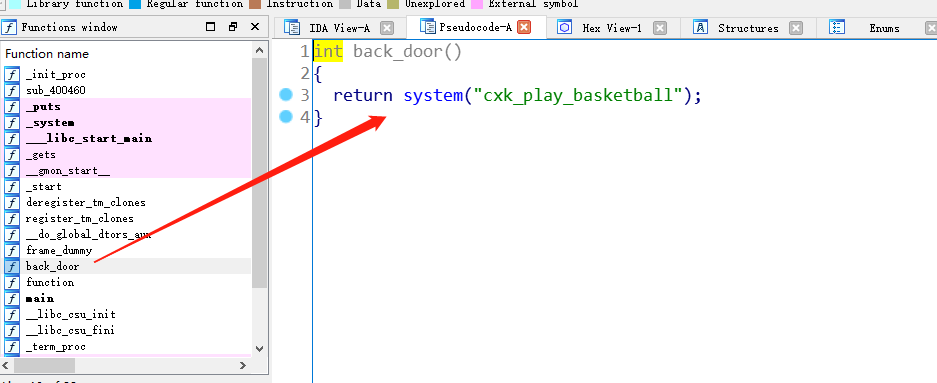 Library function Regular function Instruction Data Unexplored External symbol
Functions window
IDA View-A Pseudocode-A Hex View-1 Structures Enums
Function name
_init_proc
sub_400460
_puts
_system
___libc_start_main
_gets
__gmon_start__
_start
deregister_tm_clones
register_tm_clones
__do_global_dtors_aux
frame_dummy
back_door
function
main
__libc_csu_init
__libc_csu_fini
_term_proc
1 int back_door()
2 {
3 return system("cxk_play_basketball");
4 }